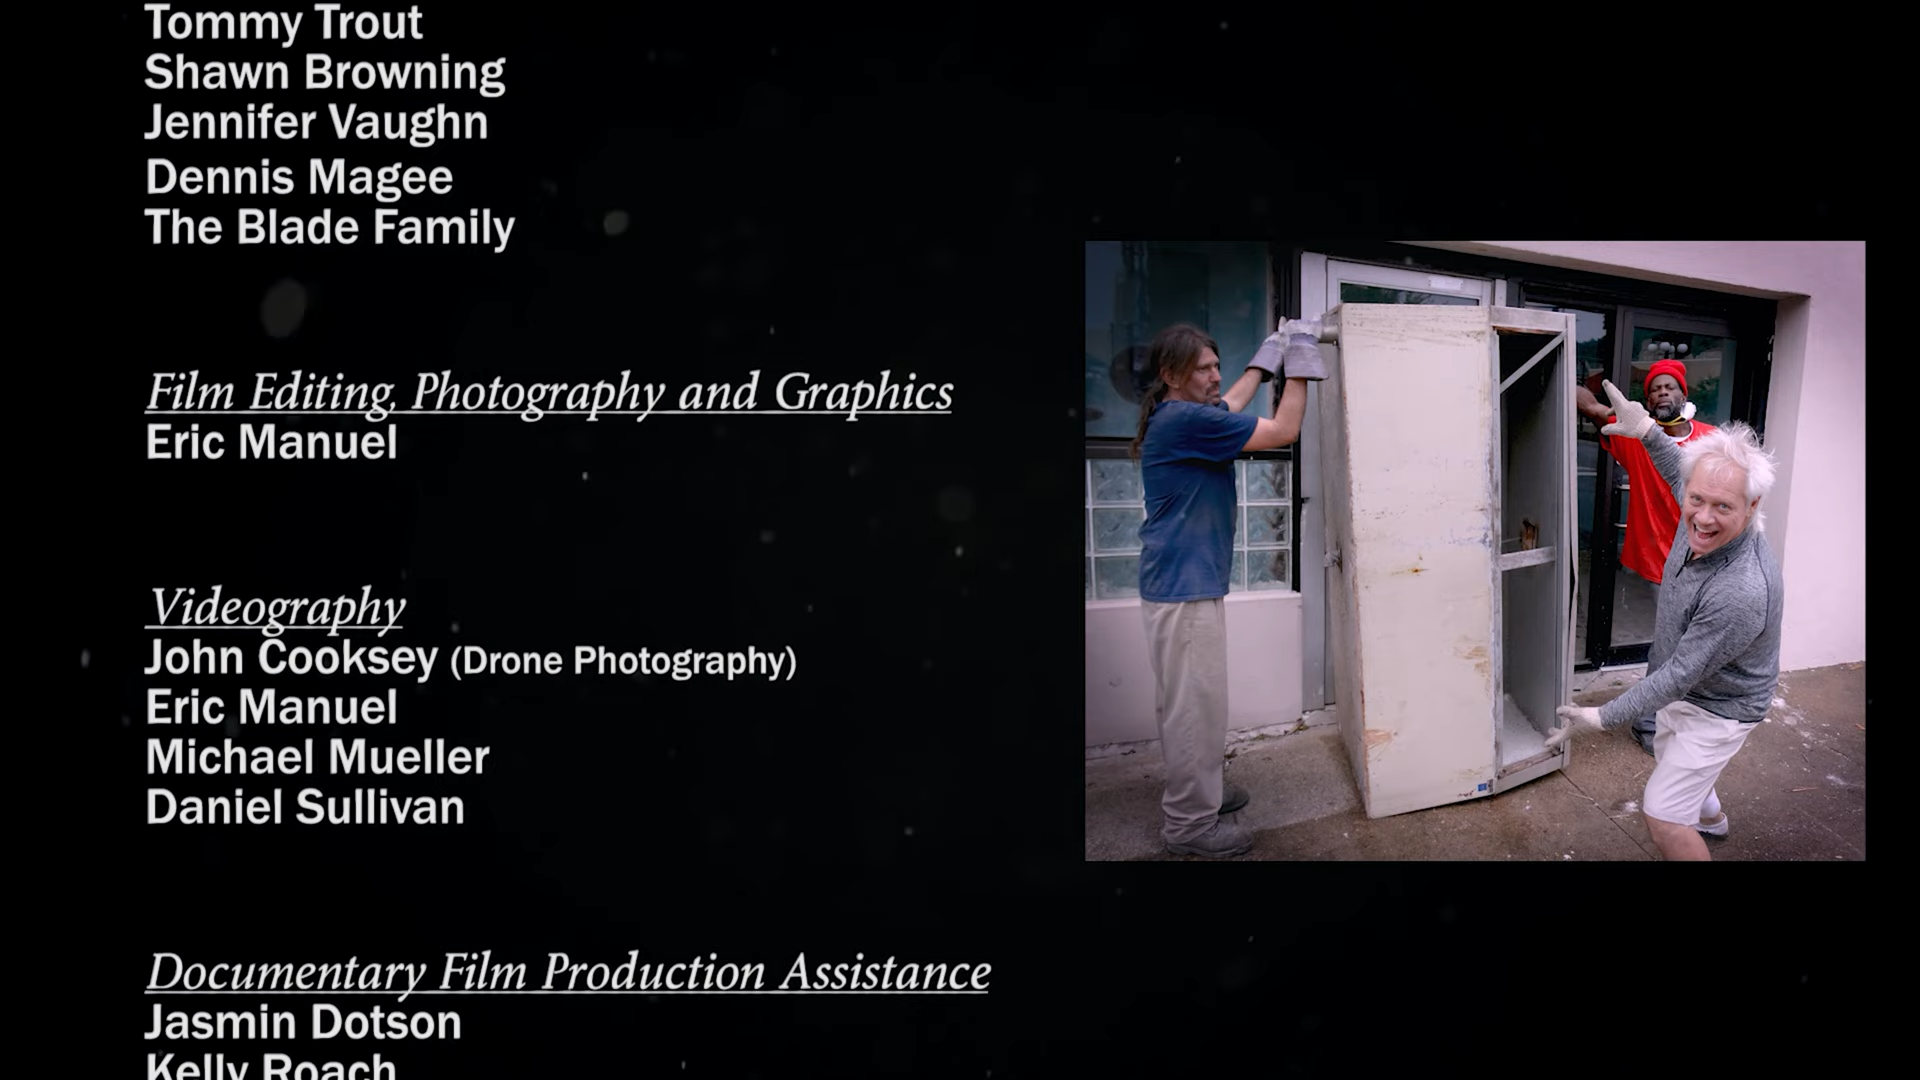 Tommy Trout
Shawn Browning
Jennifer Vaughn
Dennis Magee
The Blade Family
Film Editing, Photography and Graphics
Eric Manuel
Videography
John Cooksey (Drone Photography)
Eric Manuel
Michael Mueller
Daniel Sullivan
Documentary Film Production Assistance
Jasmin Dotson
Kelly Roach